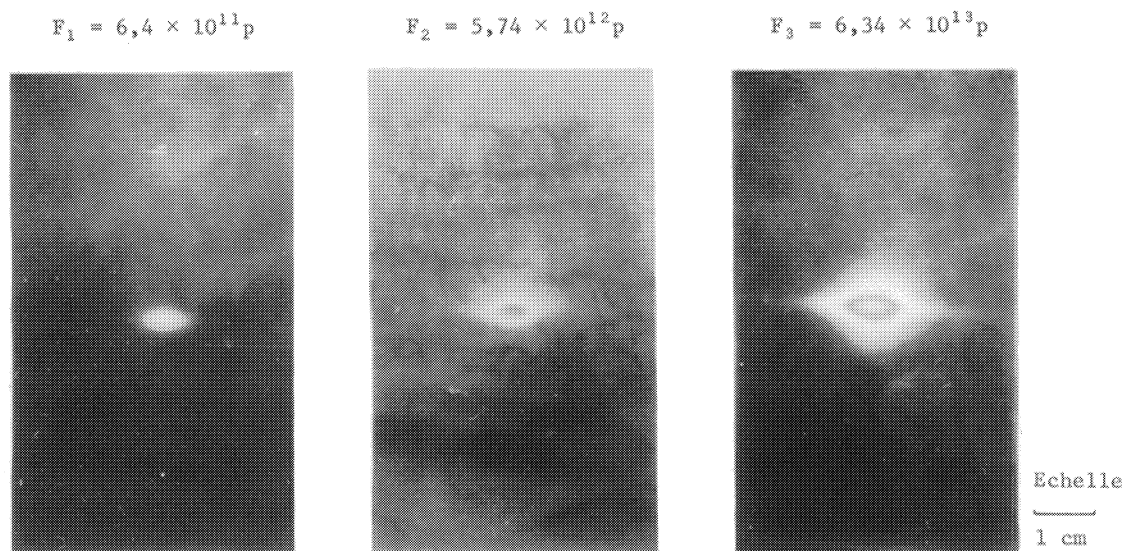 F₁ = 6,4 × 10¹¹p
F₂ = 5,74 × 10¹²p
F₃ = 6,34 × 10¹³p
Echelle
1 cm